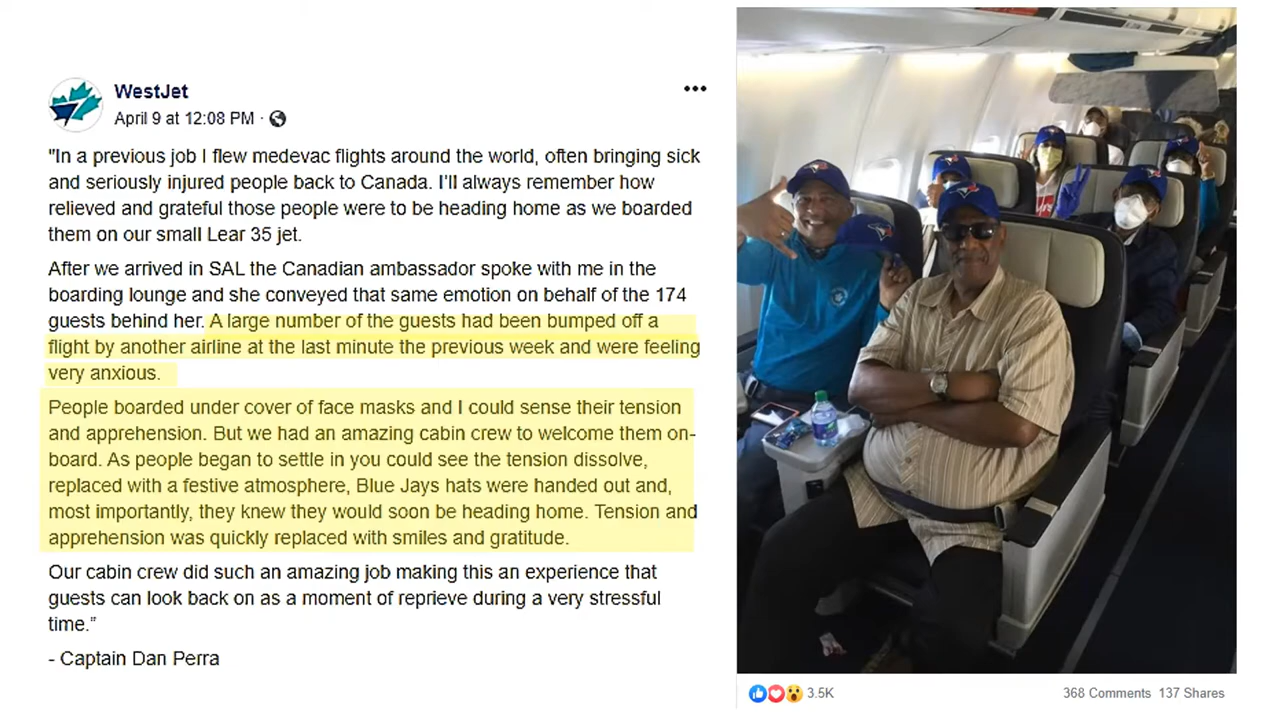 WestJet
April 9 at 12:08 PM ·
"In a previous job I flew medevac flights around the world, often bringing sick
and seriously injured people back to Canada. I'll always remember how
relieved and grateful those people were to be heading home as we boarded
them on our small Lear 35 jet.
After we arrived in SAL the Canadian ambassador spoke with me in the
boarding lounge and she conveyed that same emotion on behalf of the 174
guests behind her. A large number of the guests had been bumped off a
flight by another airline at the last minute the previous week and were feeling
very anxious.
People boarded under cover of face masks and I could sense their tension
and apprehension. But we had an amazing cabin crew to welcome them on-
board. As people began to settle in you could see the tension dissolve,
replaced with a festive atmosphere, Blue Jays hats were handed out and,
most importantly, they knew they would soon be heading home. Tension and
apprehension was quickly replaced with smiles and gratitude.
Our cabin crew did such an amazing job making this an experience that
guests can look back on as a moment of reprieve during a very stressful
time.”
- Captain Dan Perra
3.5K
368 Comments 137 Shares